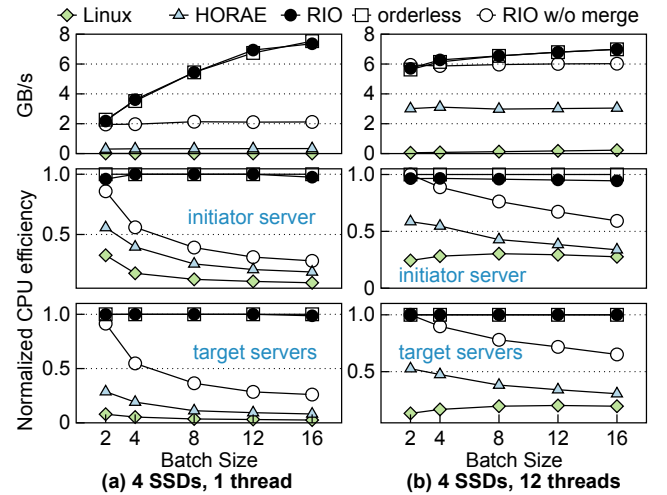 Linux HORAE RIO orderless RIO w/o merge
GB/s
8
6
4
2
0
8
6
4
2
0
Normalized CPU efficiency
1.0
0.5
initiator server
1.0
0.5
initiator server
0
1.0
0.5
0
target servers
1.0
0.5
target servers
2 4 8 12 16
2 4 8 12 16
Batch Size
Batch Size
(a) 4 SSDs, 1 thread
(b) 4 SSDs, 12 threads